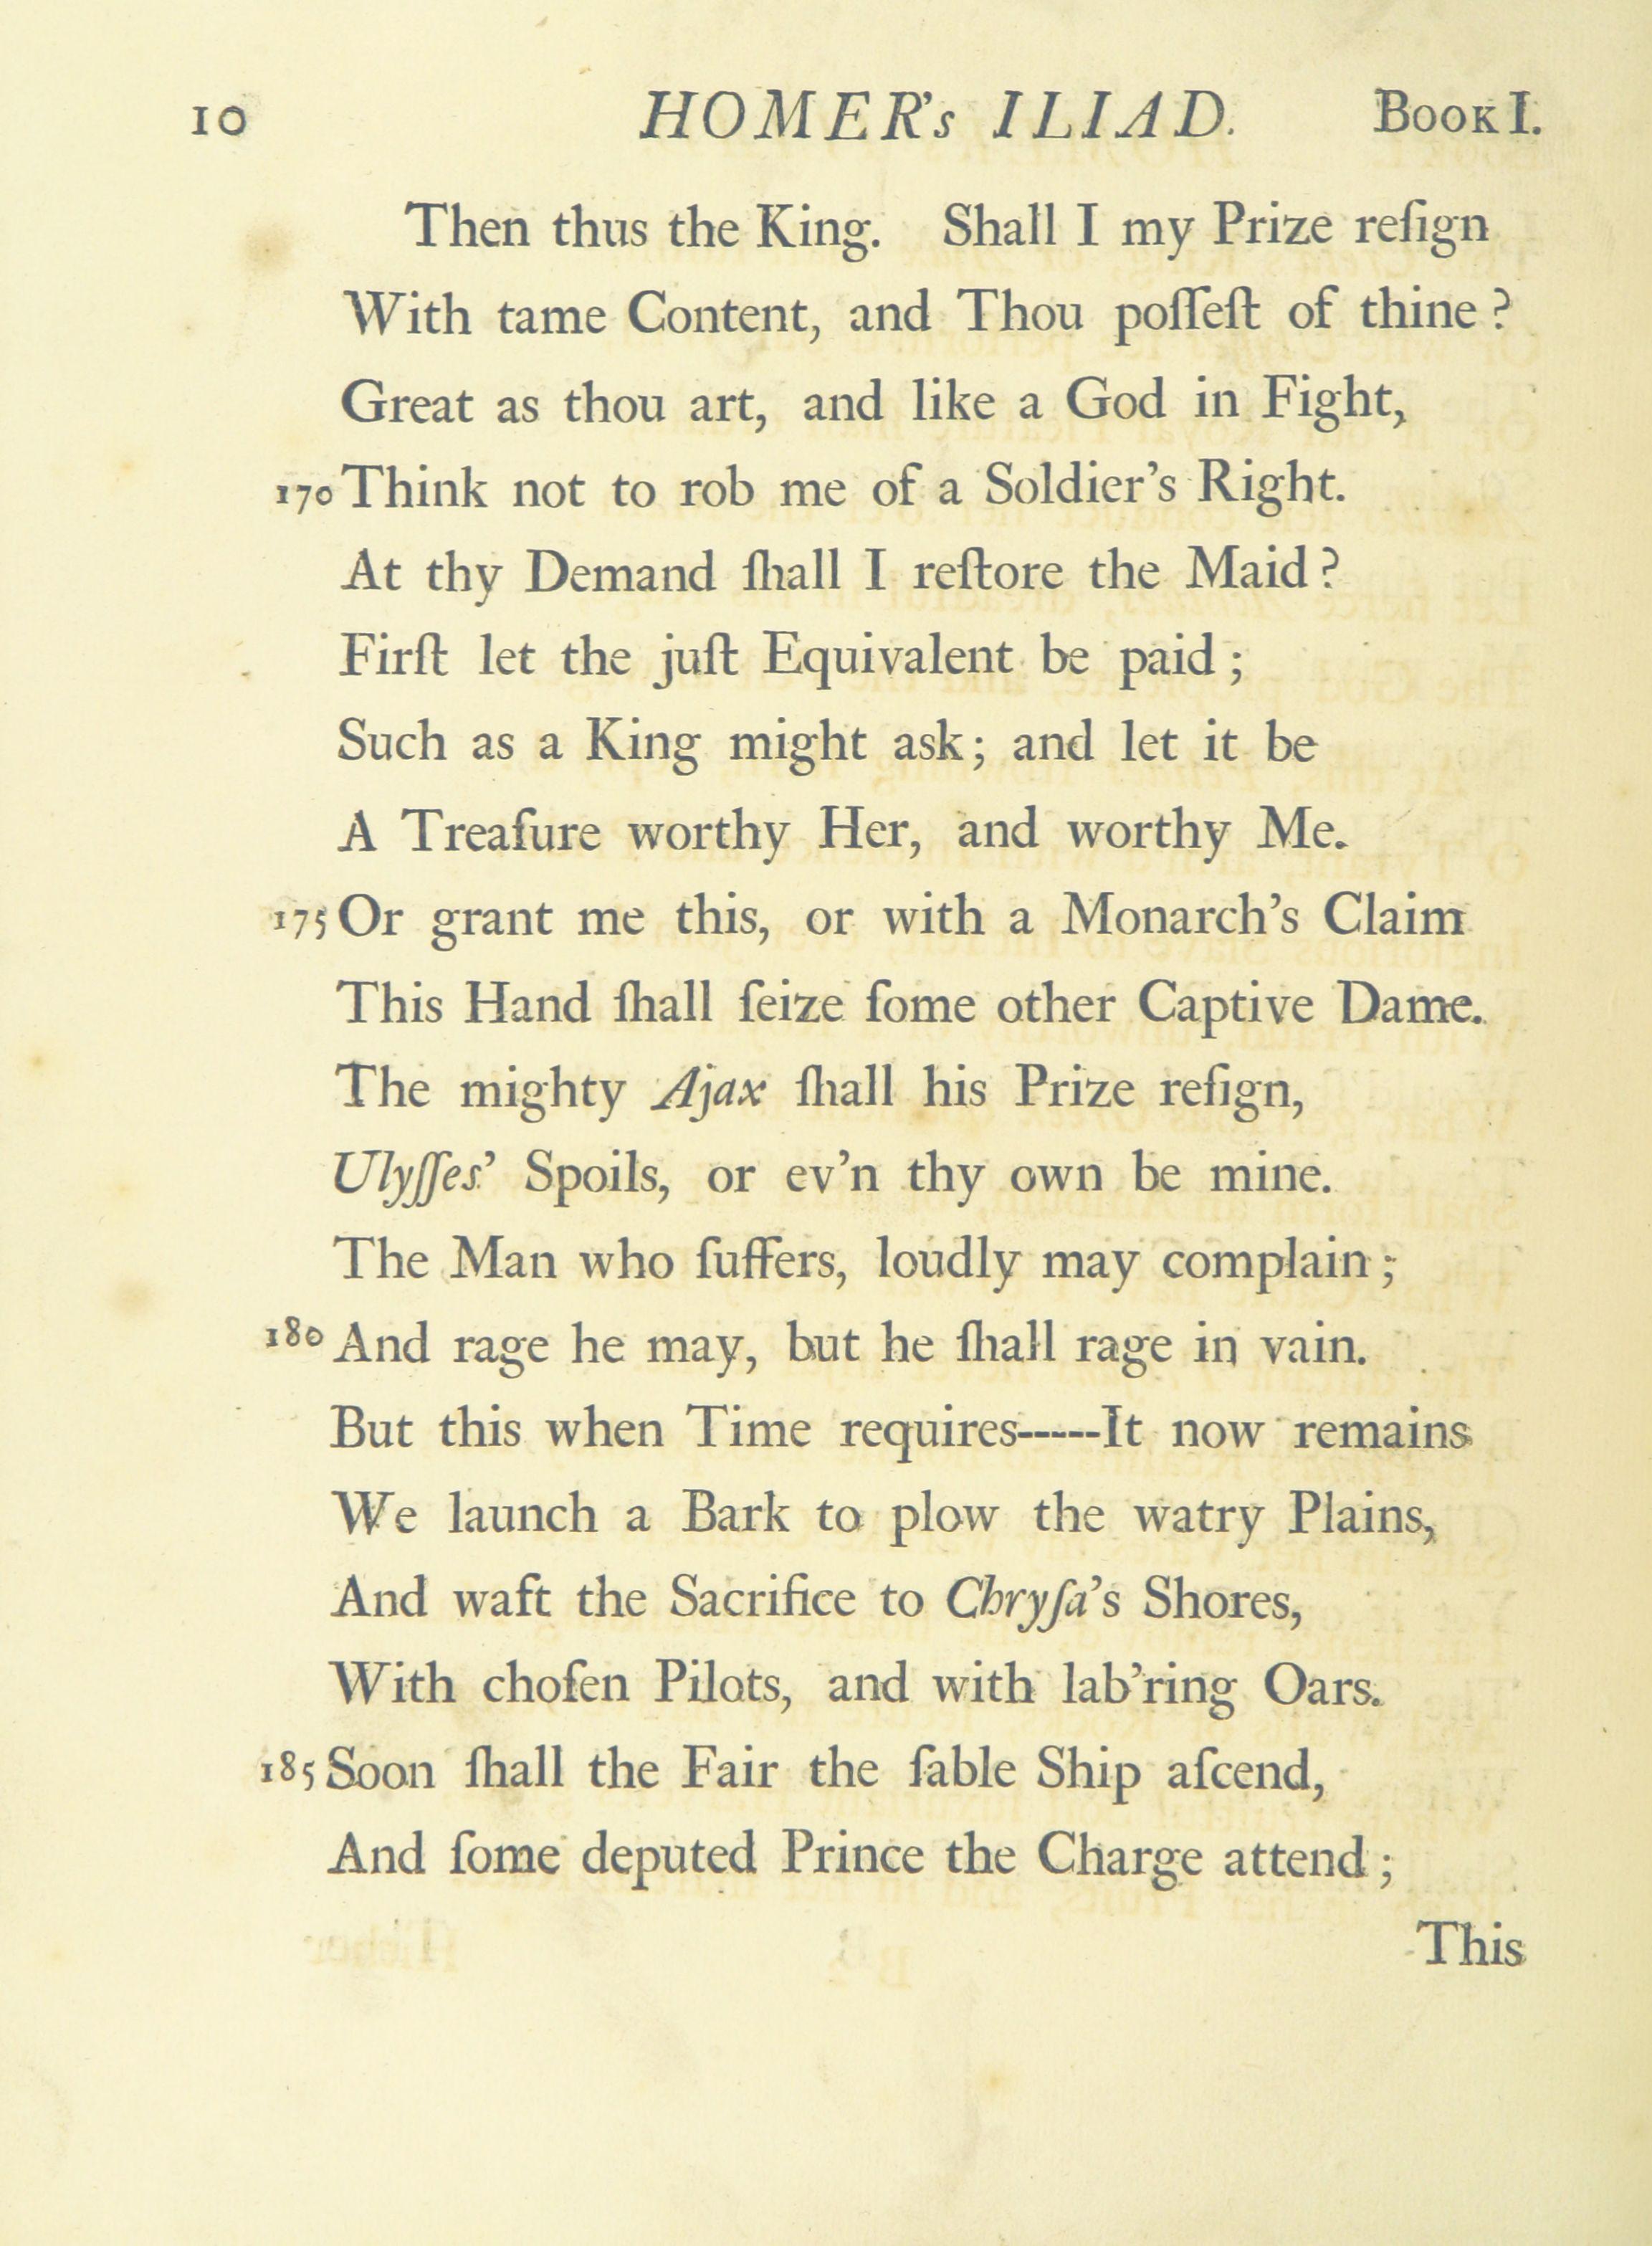 10 HOMER's ILIAD. BOOK I.
Then thus the King. Shall I my Prize reſign
With tame Content, and Thou poſſeſt of thine?
Great as thou art, and like a God in Fight,
170 Think not to rob me of a Soldier's Right.
At thy Demand ſhall I reſtore the Maid?
Firſt let the juſt Equivalent be paid;
Such as a King might ask; and let it be
A Treaſure worthy Her, and worthy Me.
175 Or grant me this, or with a Monarch's Claim
This Hand ſhall ſeize ſome other Captive Dame.
The mighty Ajax ſhall his Prize reſign,
Ulyſſes' Spoils, or ev'n thy own be mine.
The Man who ſuffers, loudly may complain;
180 And rage he may, but he ſhall rage in vain.
But this when Time requires-----It now remains
We launch a Bark to plow the watry Plains,
And waft the Sacrifice to Chryſa's Shores,
With choſen Pilots, and with lab'ring Oars.
185 Soon ſhall the Fair the ſable Ship aſcend,
And ſome deputed Prince the Charge attend;
This